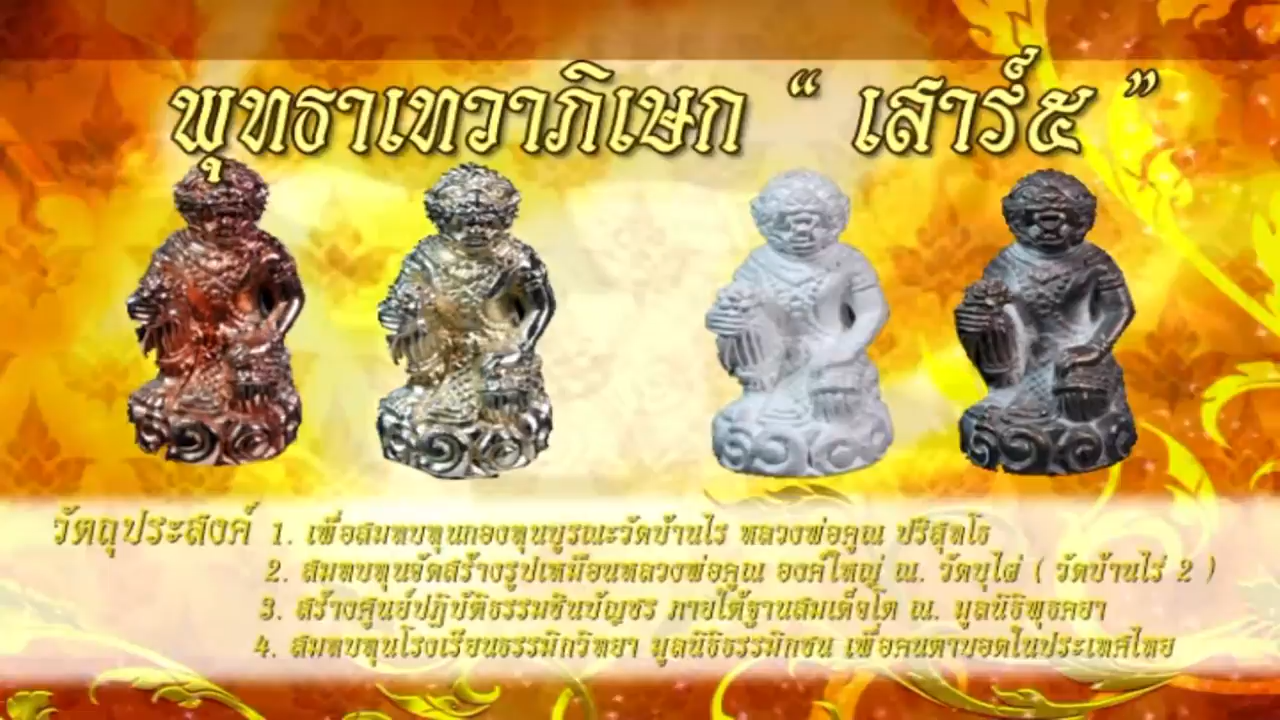 พุทธาเทวาภิเษก “ เสาร์๕ ”
วัตถุประสงค์ 1. เพื่อสมทบทุนกองทุนบูรณะวัดบ้านไร่ หลวงพ่อคูณ ปริสุทโธ
2. สมทบทุนจัดสร้างรูปเหมือนหลวงพ่อคูณ องค์ใหญ่ ณ. วัดบุไผ่ ( วัดบ้านไร่ 2 )
3. สร้างศูนย์ปฏิบัติธรรมชินบัญชร ภายใต้ฐานสมเด็จโต ณ. มูลนิธิพุทธคยา
4. สมทบทุนโรงเรียนธรรมิกวิทยา มูลนิธิธรรมิกชน เพื่อคนตาบอดในประเทศไทย